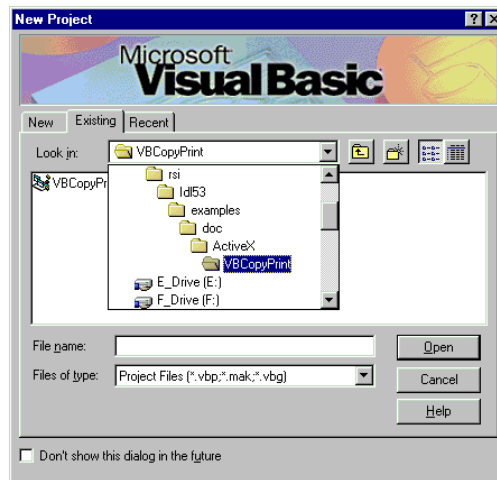 New Project
Microsoft
Visual Basic
New Existing Recent
Look in: VBCopyPrint
VBCopyPr
rsi
Idl53
examples
doc
ActiveX
VBCopyPrint
E_Drive (E:)
F_Drive (F:)
File name: Open
Files of type: Project Files (*.vbp;*.mak;*.vbg) Cancel
Help
Don't show this dialog in the future